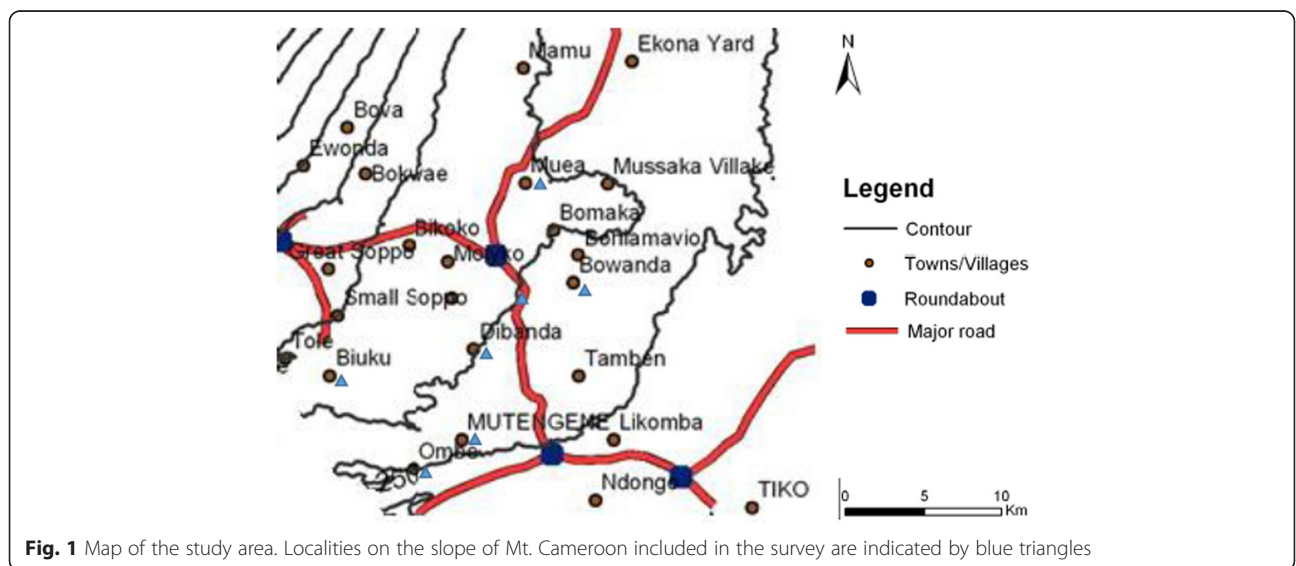 Mamu
Ekona Yard
N
Bova
Ewonda
Bokwae
Muea
Mussaka Villake
Legend
Bomaka
Contour
Bikoko
Great Soppo
Molyko
Bowanda
Towns/Villages
Small Soppo
Roundabout
Dibanda
Major road
Tole
Biuku
Tamben
MUTENGENE
Likomba
Ombe
250
Ndongo
TIKO
0 5 10
Km
Fig. 1 Map of the study area. Localities on the slope of Mt. Cameroon included in the survey are indicated by blue triangles